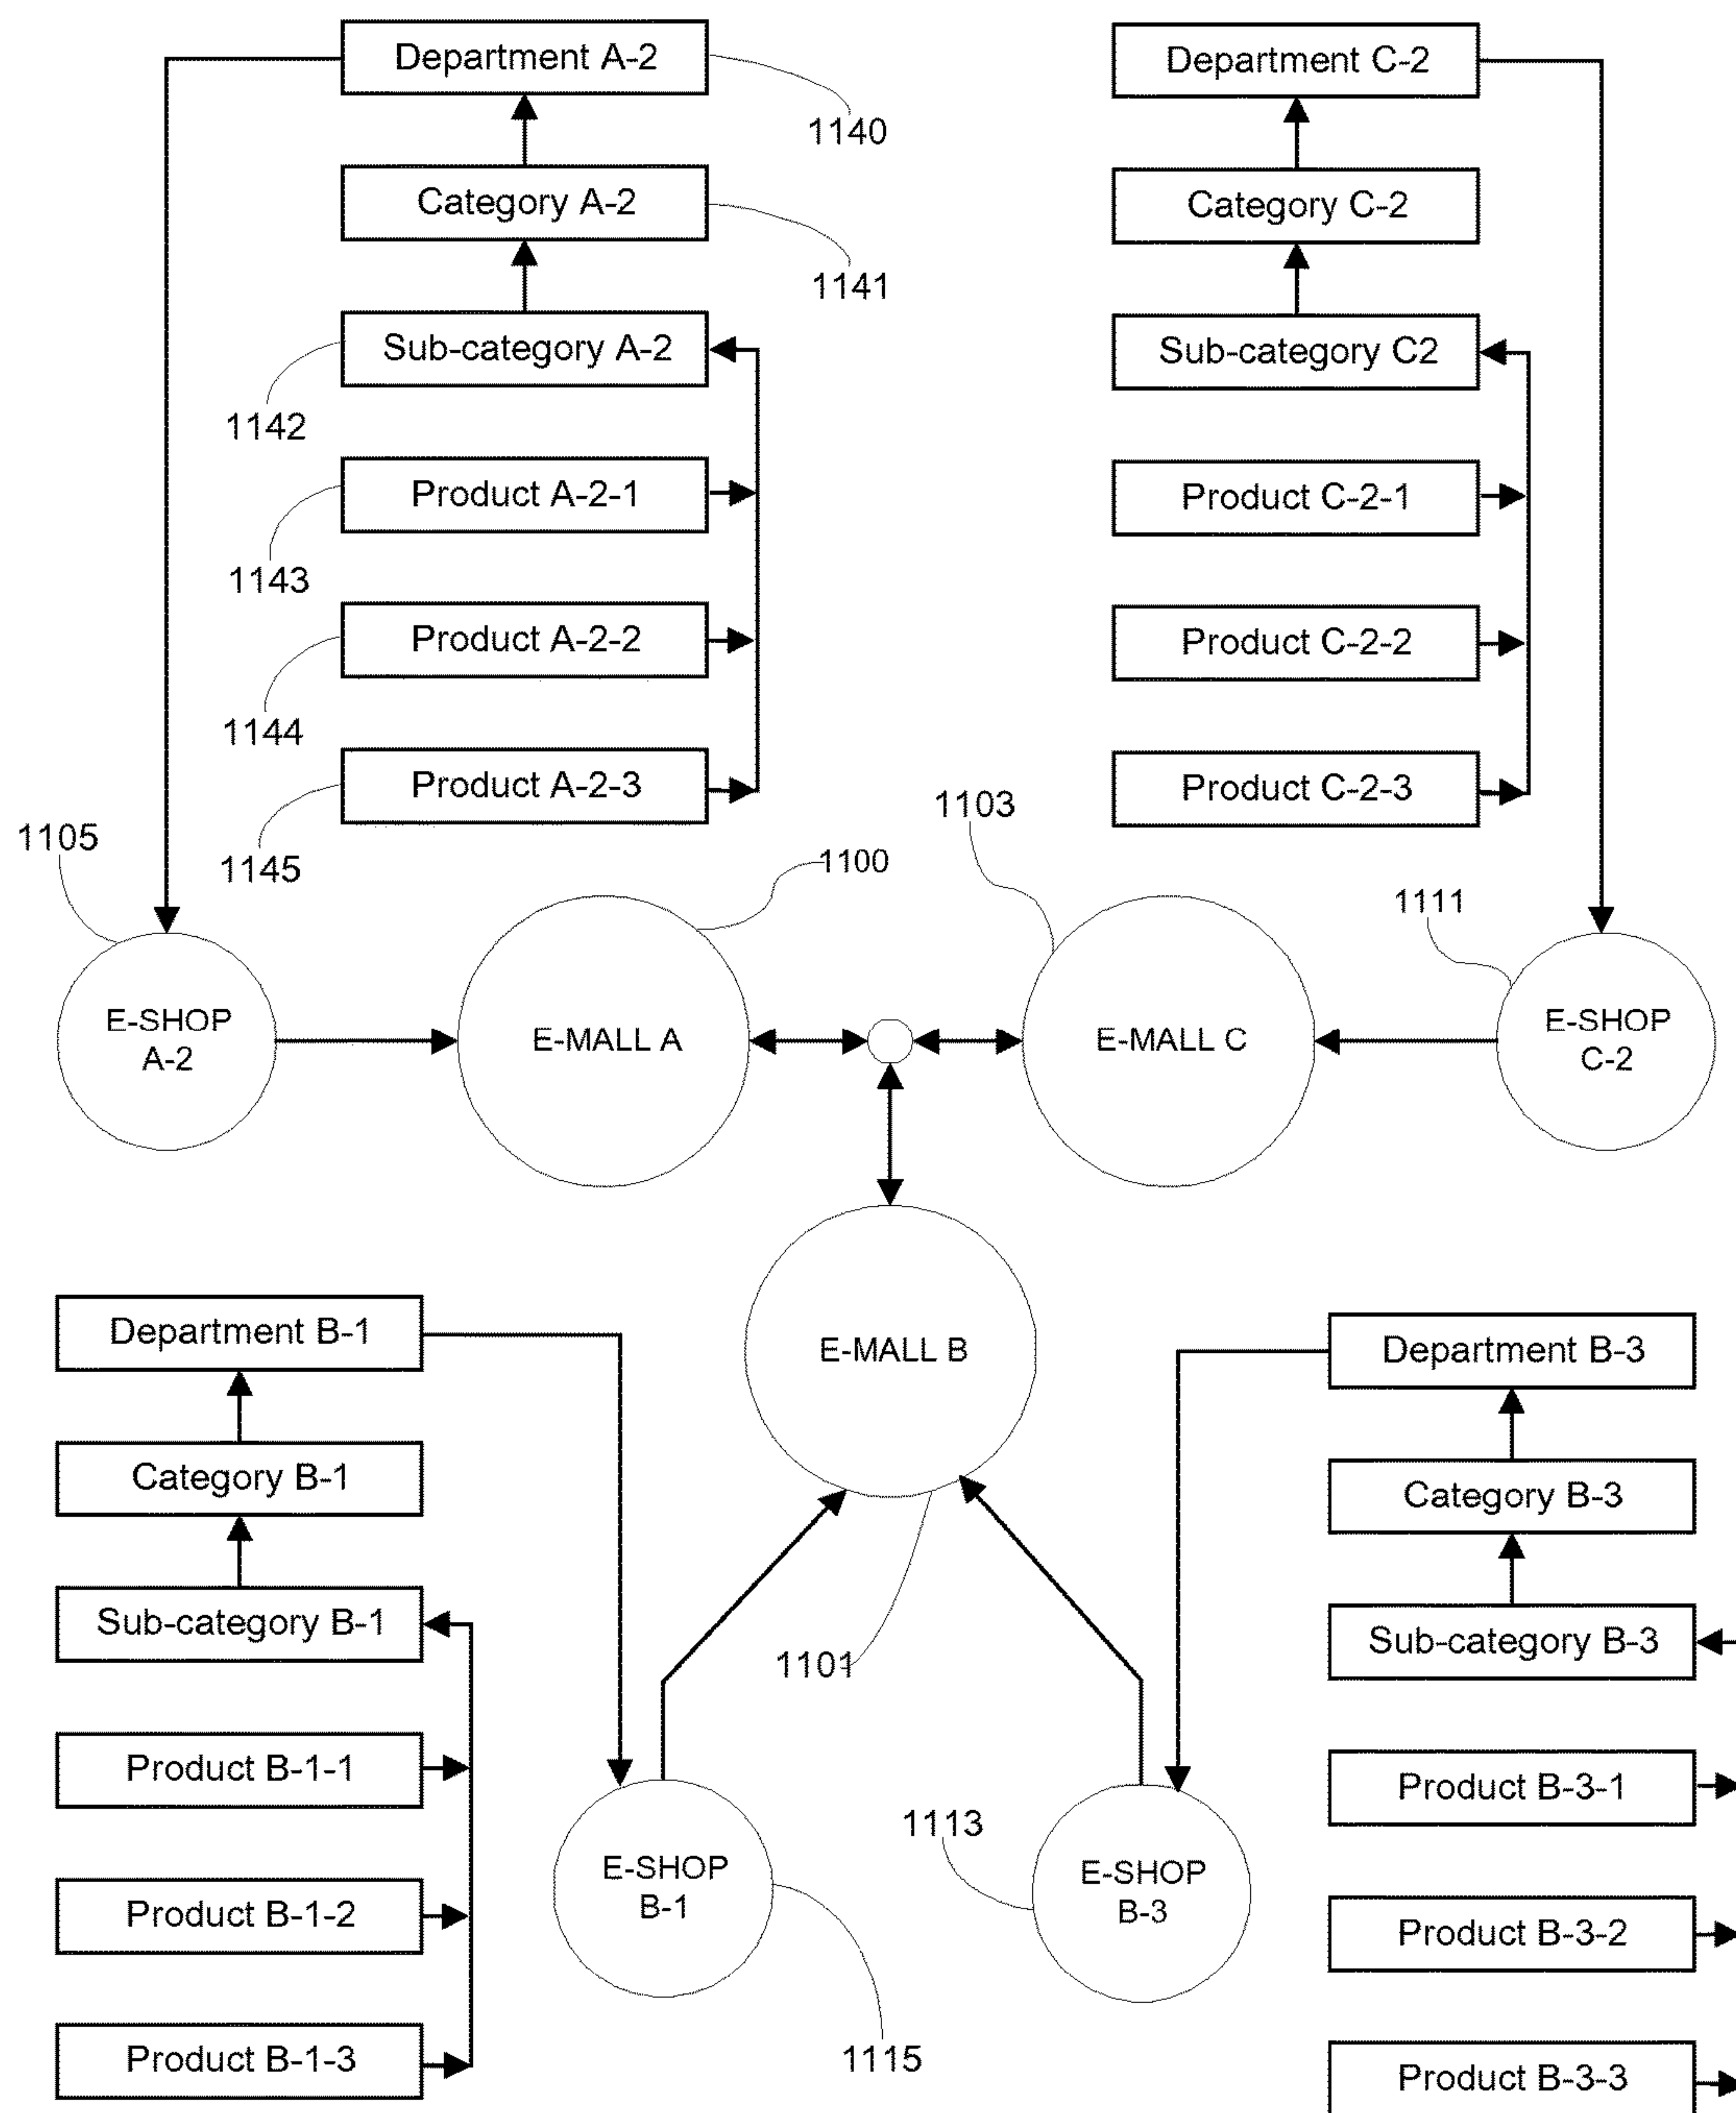 Department A-2
1140
Category A-2
1141
Sub-category A-2
1142
Product A-2-1
1143
Product A-2-2
1144
Product A-2-3
1145
Department C-2
Category C-2
Sub-category C2
Product C-2-1
Product C-2-2
Product C-2-3
1105
1100
1103
1111
E-SHOP
A-2
E-MALL A
E-MALL C
E-SHOP
C-2
E-MALL B
1101
Department B-1
Category B-1
Sub-category B-1
Product B-1-1
Product B-1-2
Product B-1-3
E-SHOP
B-1
1115
1113
E-SHOP
B-3
Department B-3
Category B-3
Sub-category B-3
Product B-3-1
Product B-3-2
Product B-3-3